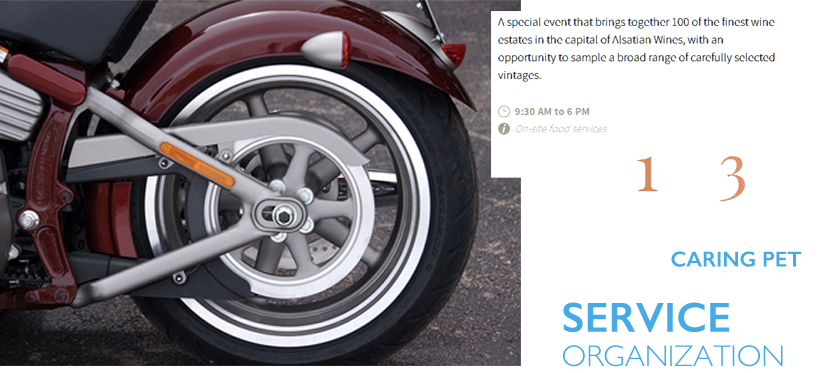 A special event that brings together 100 of the finest wine
estates in the capital of Alsatian Wines, with an
opportunity to sample a broad range of carefully selected
vintages.
9:30 AM to 6 PM
On-site food services
1 3
CARING PET
SERVICE
ORGANIZATION